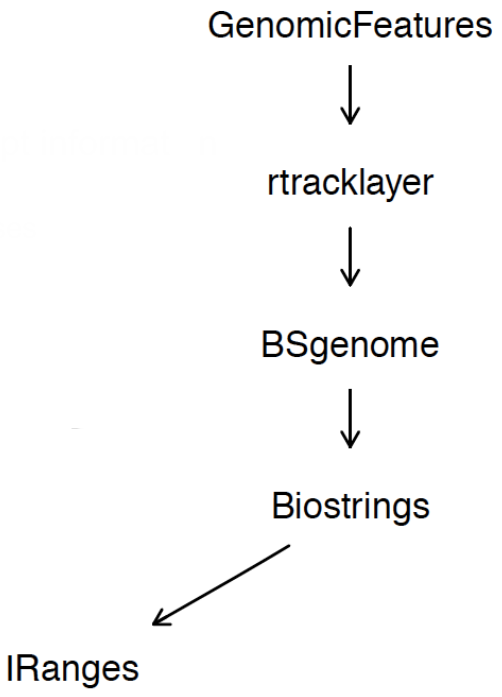 GenomicFeatures
rtracklayer
BSgenome
Biostrings
IRanges